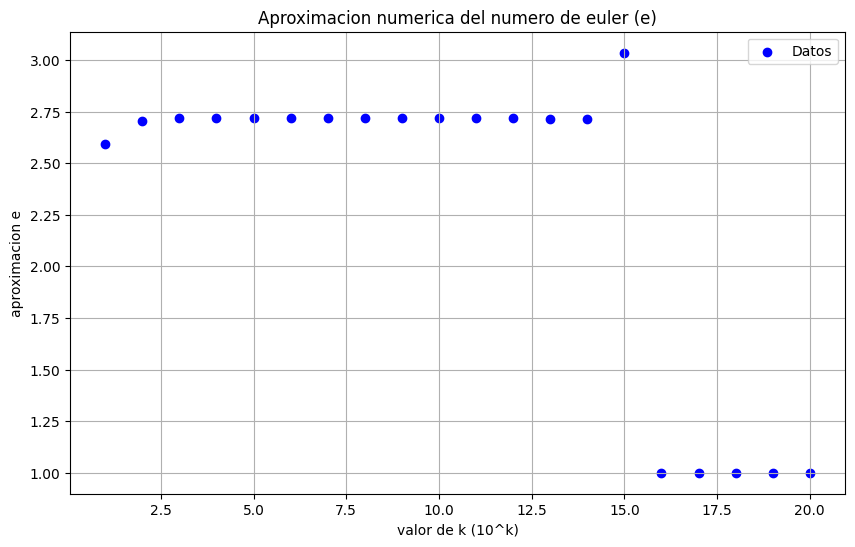 Aproximacion numerica del numero de euler (e)
Datos
aproximacion e
3.00
2.75
2.50
2.25
2.00
1.75
1.50
1.25
1.00
2.5 5.0 7.5 10.0 12.5 15.0 17.5 20.0
valor de k (10^k)